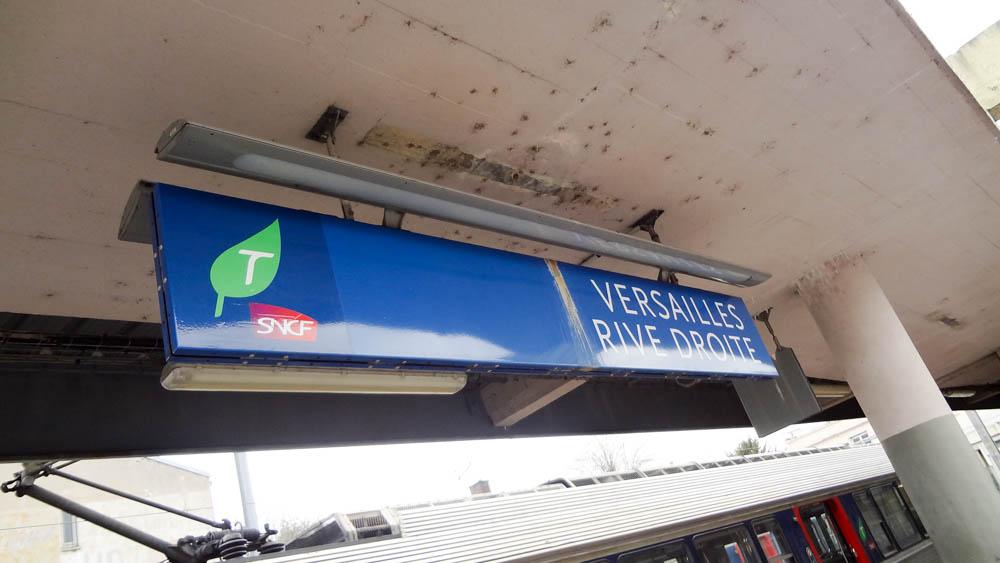 T
SNCF
VERSAILLES
RIVE DROITE